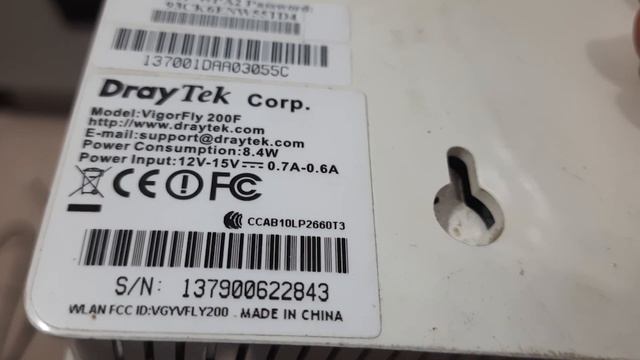 Password:
137001DAA03055C
DrayTek Corp.
Model:VigorFly 200F
http://www.draytek.com
E-mail:support@draytek.com
Power Consumption:8.4W
Power Input:12V-15V⎓ 0.7A-0.6A
CE FC
CCAB10LP2660T3
S/N: 137900622843
WLAN FCC ID:VGYVFLY200 MADE IN CHINA